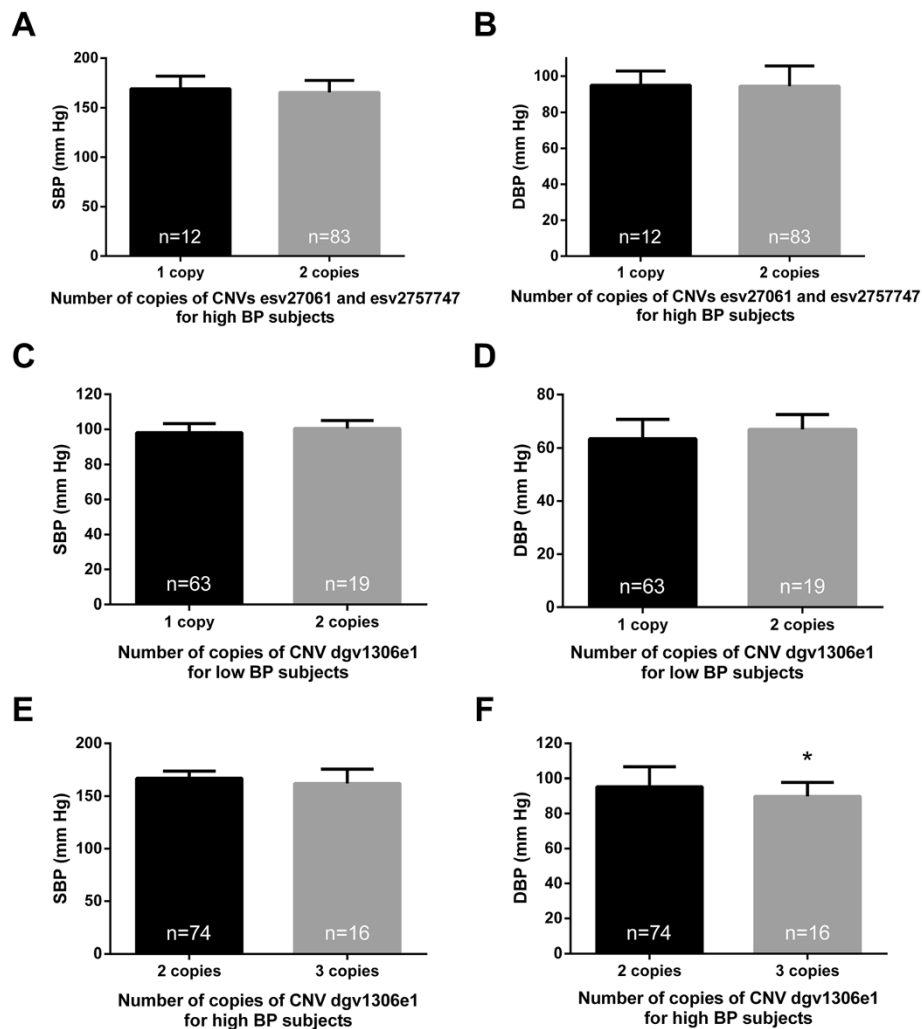 A
SBP (mm Hg)
200
150
100
50
0
n=12
n=83
1 copy
2 copies
Number of copies of CNVs esv27061 and esv2757747
for high BP subjects
B
DBP (mm Hg)
100
80
60
40
20
0
n=12
n=83
1 copy
2 copies
Number of copies of CNVs esv27061 and esv2757747
for high BP subjects
C
SBP (mm Hg)
120
100
80
60
40
20
0
n=63
n=19
1 copy
2 copies
Number of copies of CNV dgv1306e1
for low BP subjects
D
DBP (mm Hg)
80
60
40
20
0
n=63
n=19
1 copy
2 copies
Number of copies of CNV dgv1306e1
for low BP subjects
E
SBP (mm Hg)
200
150
100
50
0
n=74
n=16
2 copies
3 copies
Number of copies of CNV dgv1306e1
for high BP subjects
F
DBP (mm Hg)
120
100
80
60
40
20
0
*
n=74
n=16
2 copies
3 copies
Number of copies of CNV dgv1306e1
for high BP subjects